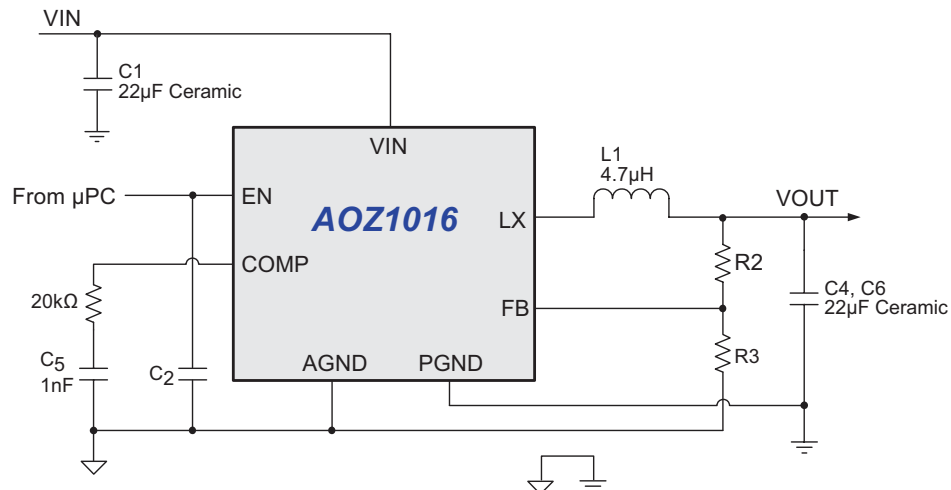 VIN
C1
22µF Ceramic
VIN
L1
4.7µH
From µPC
EN
AOZ1016
LX
VOUT
COMP
R2
20kΩ
FB
C4, C6
22µF Ceramic
C5
1nF
C2
AGND
PGND
R3